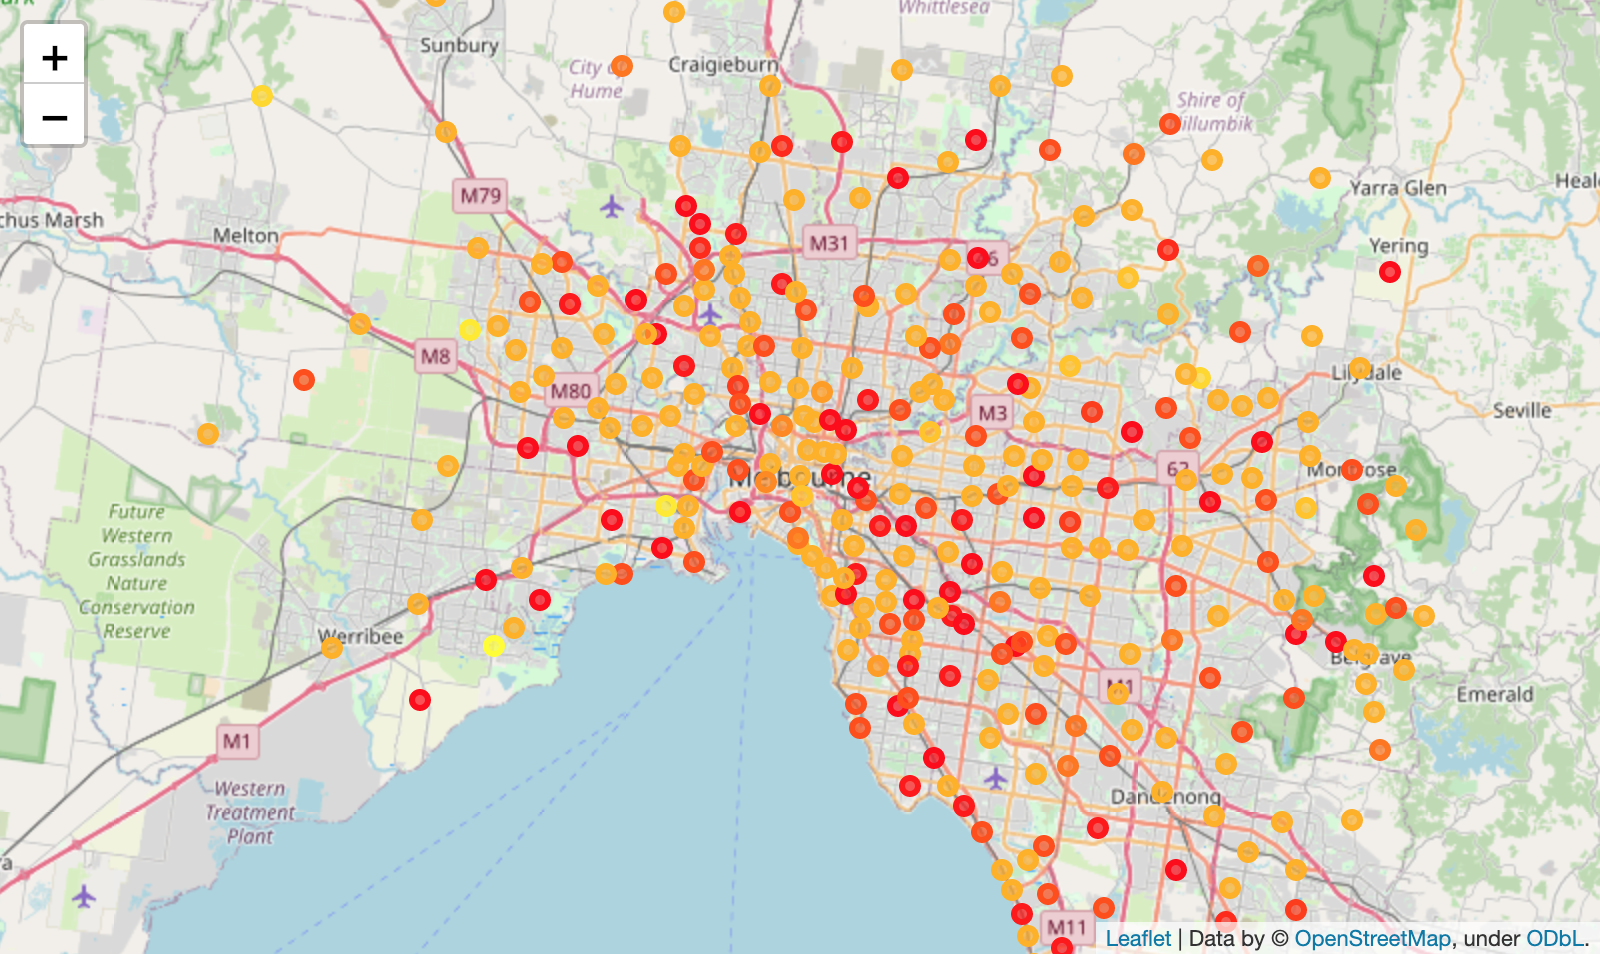 Whittlesea
+
Sunbury
Craigieburn
City of
Hume
−
Shire of
Nillumbik
Yarra Glen
M79
chus Marsh
Melton
M31
Yering
M8
Lilydale
M80
M3
Seville
Montrose
Melbourne
Future
Western
Grasslands
Nature
Conservation
Reserve
Werribee
Belgrave
M1
Emerald
M1
Western
Treatment
Plant
Dandenong
M11
Leaflet | Data by © OpenStreetMap, under ODbL.